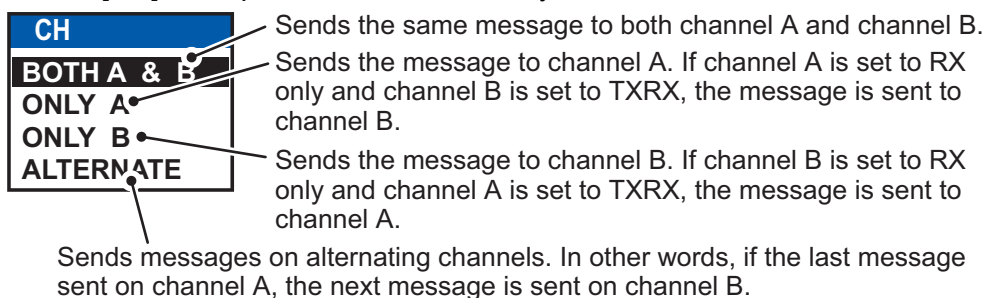 CH
BOTH A & B
ONLY A
ONLY B
ALTERNATE
Sends the same message to both channel A and channel B.
Sends the message to channel A. If channel A is set to RX
only and channel B is set to TXRX, the message is sent to
channel B.
Sends the message to channel B. If channel B is set to RX
only and channel A is set to TXRX, the message is sent to
channel A.
Sends messages on alternating channels. In other words, if the last message
sent on channel A, the next message is sent on channel B.